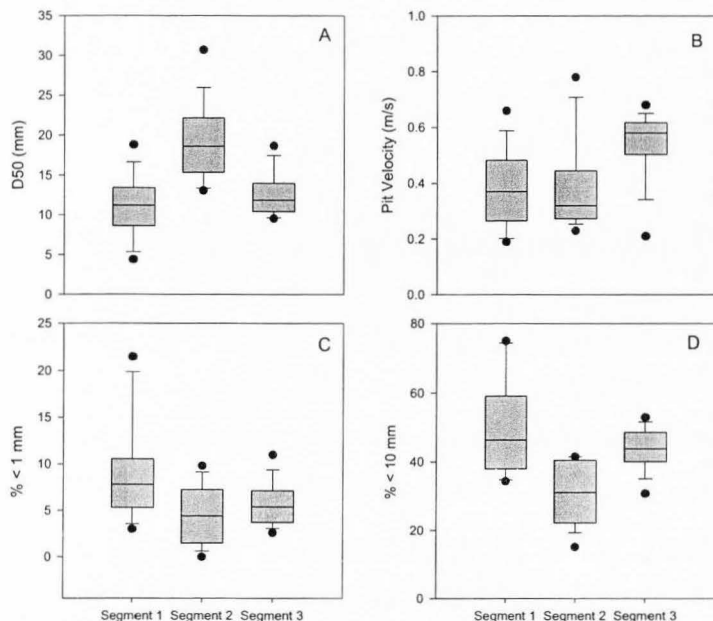 A
D50 (mm)
35
30
25
20
15
10
5
0
B
Pit Velocity (m/s)
1.0
0.8
0.6
0.4
0.2
0.0
C
% < 1 mm
25
20
15
10
5
0
Segment 1 Segment 2 Segment 3
D
% < 10 mm
80
60
40
20
0
Segment 1 Segment 2 Segment 3